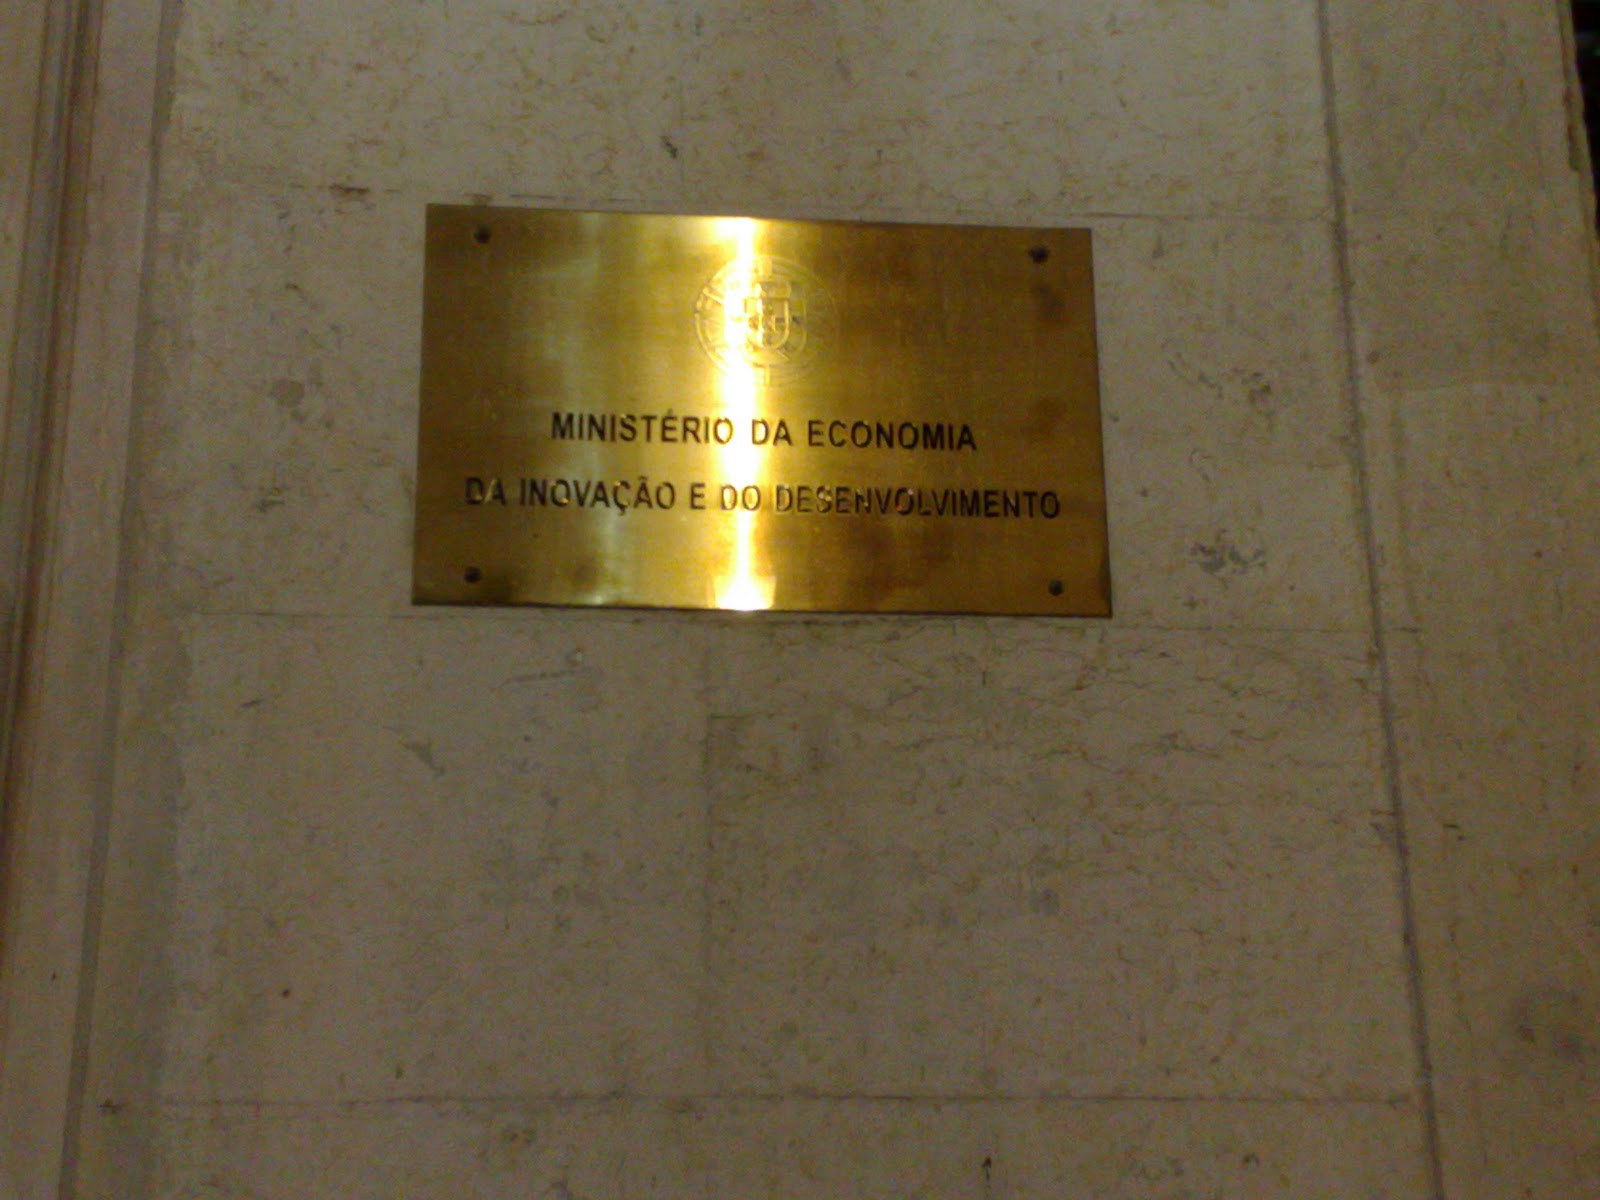 MINISTÉRIO DA ECONOMIA
DA INOVAÇÃO E DO DESENVOLVIMENTO